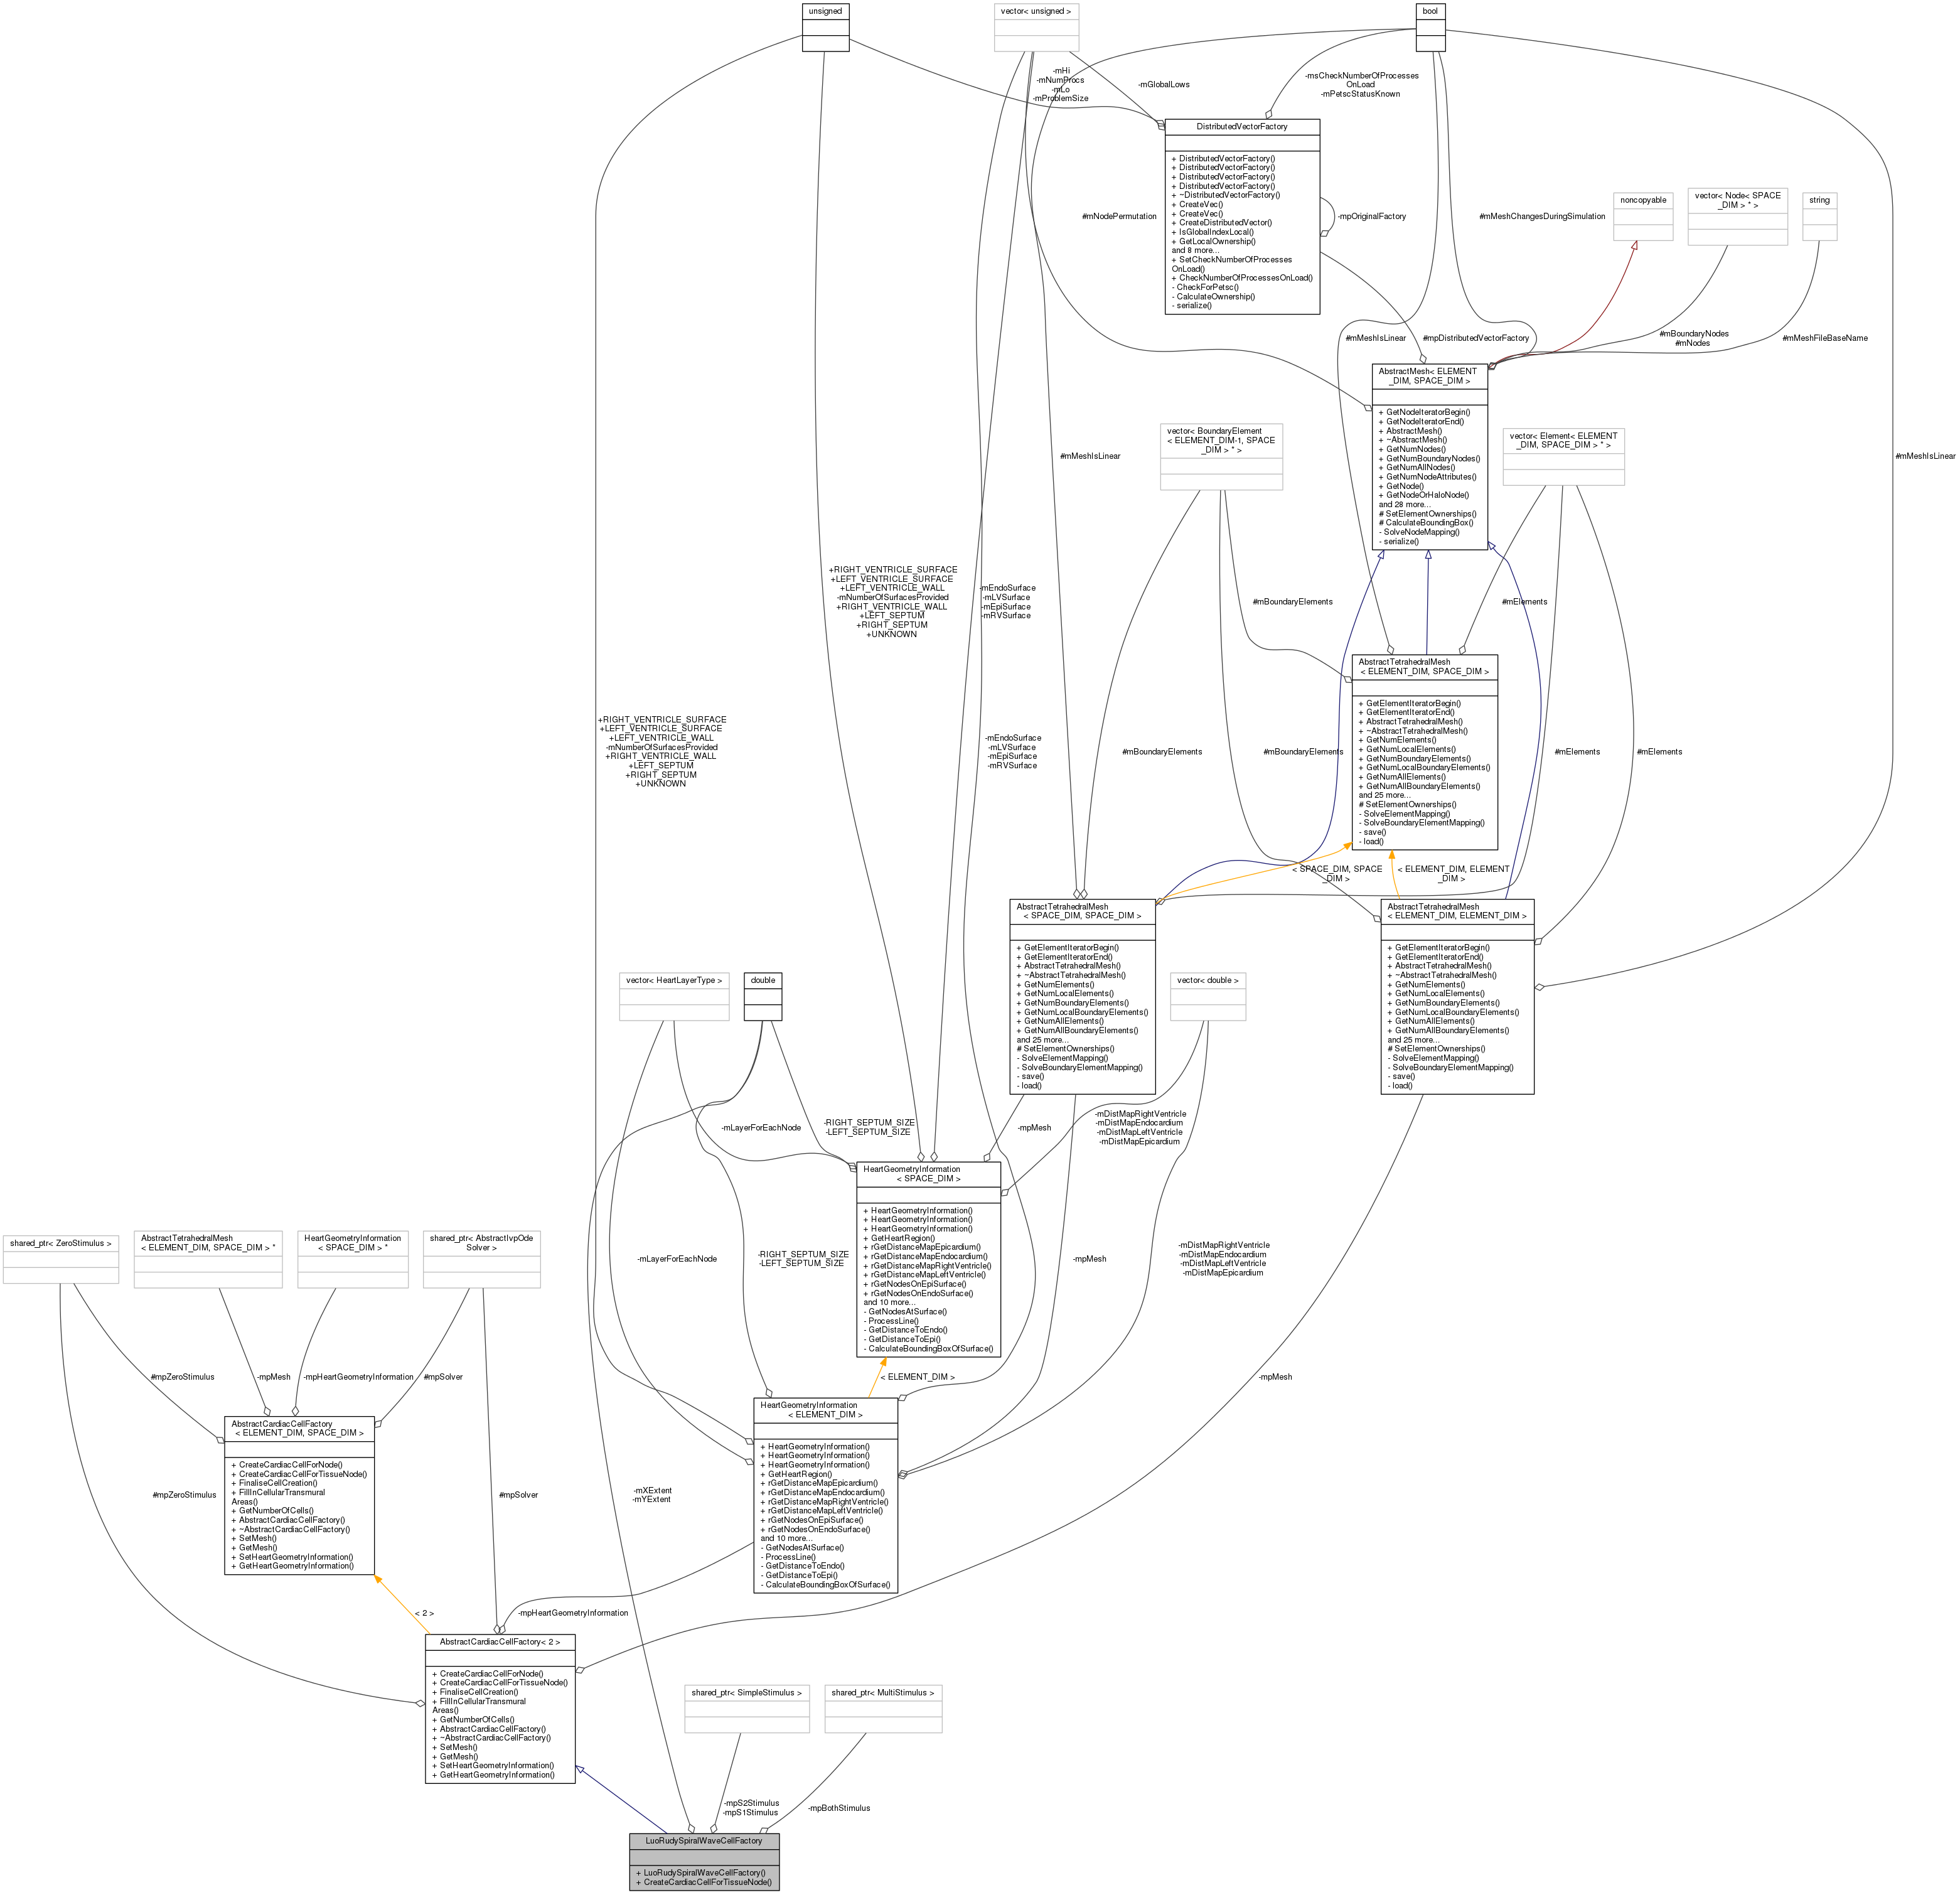 unsigned
vector< unsigned >
bool
-mHi
-mNumProcs
-mLo
-mProblemSize
-mGlobalLows
-msCheckNumberOfProcesses
OnLoad
-mPetscStatusKnown
DistributedVectorFactory
+ DistributedVectorFactory()
+ DistributedVectorFactory()
+ DistributedVectorFactory()
+ DistributedVectorFactory()
+ ~DistributedVectorFactory()
+ CreateVec()
+ CreateVec()
+ CreateDistributedVector()
+ IsGlobalIndexLocal()
+ GetLocalOwnership()
and 8 more...
+ SetCheckNumberOfProcesses
OnLoad()
+ CheckNumberOfProcessesOnLoad()
- CheckForPetsc()
- CalculateOwnership()
- serialize()
-mpOriginalFactory
#mNodePermutation
#mMeshChangesDuringSimulation
noncopyable
vector< Node< SPACE
_DIM > * >
string
#mMeshIsLinear
#mpDistributedVectorFactory
#mBoundaryNodes
#mNodes
#mMeshFileBaseName
AbstractMesh< ELEMENT
_DIM, SPACE_DIM >
+ GetNodeIteratorBegin()
+ GetNodeIteratorEnd()
+ AbstractMesh()
+ ~AbstractMesh()
+ GetNumNodes()
+ GetNumBoundaryNodes()
+ GetNumAllNodes()
+ GetNumNodeAttributes()
+ GetNode()
+ GetNodeOrHaloNode()
and 28 more...
# SetElementOwnerships()
# CalculateBoundingBox()
- SolveNodeMapping()
- serialize()
vector< BoundaryElement
< ELEMENT_DIM-1, SPACE
_DIM > * >
vector< Element< ELEMENT
_DIM, SPACE_DIM > * >
#mMeshIsLinear
#mMeshIsLinear
+RIGHT_VENTRICLE_SURFACE
+LEFT_VENTRICLE_SURFACE
+LEFT_VENTRICLE_WALL
-mNumberOfSurfacesProvided
+RIGHT_VENTRICLE_WALL
+LEFT_SEPTUM
+RIGHT_SEPTUM
+UNKNOWN
-mEndoSurface
-mLVSurface
-mEpiSurface
-mRVSurface
#mBoundaryElements
#mElements
AbstractTetrahedralMesh
< ELEMENT_DIM, SPACE_DIM >
+ GetElementIteratorBegin()
+ GetElementIteratorEnd()
+ AbstractTetrahedralMesh()
+ ~AbstractTetrahedralMesh()
+ GetNumElements()
+ GetNumLocalElements()
+ GetNumBoundaryElements()
+ GetNumLocalBoundaryElements()
+ GetNumAllElements()
+ GetNumAllBoundaryElements()
and 25 more...
# SetElementOwnerships()
- SolveElementMapping()
- SolveBoundaryElementMapping()
- save()
- load()
+RIGHT_VENTRICLE_SURFACE
+LEFT_VENTRICLE_SURFACE
+LEFT_VENTRICLE_WALL
-mNumberOfSurfacesProvided
+RIGHT_VENTRICLE_WALL
+LEFT_SEPTUM
+RIGHT_SEPTUM
+UNKNOWN
-mEndoSurface
-mLVSurface
-mEpiSurface
-mRVSurface
#mBoundaryElements
#mBoundaryElements
#mElements
#mElements
< SPACE_DIM, SPACE
_DIM >
< ELEMENT_DIM, ELEMENT
_DIM >
AbstractTetrahedralMesh
< SPACE_DIM, SPACE_DIM >
+ GetElementIteratorBegin()
+ GetElementIteratorEnd()
+ AbstractTetrahedralMesh()
+ ~AbstractTetrahedralMesh()
+ GetNumElements()
+ GetNumLocalElements()
+ GetNumBoundaryElements()
+ GetNumLocalBoundaryElements()
+ GetNumAllElements()
+ GetNumAllBoundaryElements()
and 25 more...
# SetElementOwnerships()
- SolveElementMapping()
- SolveBoundaryElementMapping()
- save()
- load()
AbstractTetrahedralMesh
< ELEMENT_DIM, ELEMENT_DIM >
+ GetElementIteratorBegin()
+ GetElementIteratorEnd()
+ AbstractTetrahedralMesh()
+ ~AbstractTetrahedralMesh()
+ GetNumElements()
+ GetNumLocalElements()
+ GetNumBoundaryElements()
+ GetNumLocalBoundaryElements()
+ GetNumAllElements()
+ GetNumAllBoundaryElements()
and 25 more...
# SetElementOwnerships()
- SolveElementMapping()
- SolveBoundaryElementMapping()
- save()
- load()
vector< HeartLayerType >
double
vector< double >
-mLayerForEachNode
-RIGHT_SEPTUM_SIZE
-LEFT_SEPTUM_SIZE
-mpMesh
-mDistMapRightVentricle
-mDistMapEndocardium
-mDistMapLeftVentricle
-mDistMapEpicardium
HeartGeometryInformation
< SPACE_DIM >
+ HeartGeometryInformation()
+ HeartGeometryInformation()
+ HeartGeometryInformation()
+ GetHeartRegion()
+ rGetDistanceMapEpicardium()
+ rGetDistanceMapEndocardium()
+ rGetDistanceMapRightVentricle()
+ rGetDistanceMapLeftVentricle()
+ rGetNodesOnEpiSurface()
+ rGetNodesOnEndoSurface()
and 10 more...
- GetNodesAtSurface()
- ProcessLine()
- GetDistanceToEndo()
- GetDistanceToEpi()
- CalculateBoundingBoxOfSurface()
shared_ptr< ZeroStimulus >
AbstractTetrahedralMesh
< ELEMENT_DIM, SPACE_DIM > *
HeartGeometryInformation
< SPACE_DIM > *
shared_ptr< AbstractIvpOde
Solver >
-mLayerForEachNode
-RIGHT_SEPTUM_SIZE
-LEFT_SEPTUM_SIZE
-mpMesh
-mDistMapRightVentricle
-mDistMapEndocardium
-mDistMapLeftVentricle
-mDistMapEpicardium
#mpZeroStimulus
-mpMesh
-mpHeartGeometryInformation
#mpSolver
< ELEMENT_DIM >
-mpMesh
AbstractCardiacCellFactory
< ELEMENT_DIM, SPACE_DIM >
+ CreateCardiacCellForNode()
+ CreateCardiacCellForTissueNode()
+ FinaliseCellCreation()
+ FillInCellularTransmural
Areas()
+ GetNumberOfCells()
+ AbstractCardiacCellFactory()
+ ~AbstractCardiacCellFactory()
+ SetMesh()
+ GetMesh()
+ SetHeartGeometryInformation()
+ GetHeartGeometryInformation()
HeartGeometryInformation
< ELEMENT_DIM >
+ HeartGeometryInformation()
+ HeartGeometryInformation()
+ HeartGeometryInformation()
+ GetHeartRegion()
+ rGetDistanceMapEpicardium()
+ rGetDistanceMapEndocardium()
+ rGetDistanceMapRightVentricle()
+ rGetDistanceMapLeftVentricle()
+ rGetNodesOnEpiSurface()
+ rGetNodesOnEndoSurface()
and 10 more...
- GetNodesAtSurface()
- ProcessLine()
- GetDistanceToEndo()
- GetDistanceToEpi()
- CalculateBoundingBoxOfSurface()
#mpZeroStimulus
#mpSolver
-mXExtent
-mYExtent
< 2 >
-mpHeartGeometryInformation
AbstractCardiacCellFactory< 2 >
+ CreateCardiacCellForNode()
+ CreateCardiacCellForTissueNode()
+ FinaliseCellCreation()
+ FillInCellularTransmural
Areas()
+ GetNumberOfCells()
+ AbstractCardiacCellFactory()
+ ~AbstractCardiacCellFactory()
+ SetMesh()
+ GetMesh()
+ SetHeartGeometryInformation()
+ GetHeartGeometryInformation()
shared_ptr< SimpleStimulus >
shared_ptr< MultiStimulus >
-mpS2Stimulus
-mpS1Stimulus
-mpBothStimulus
LuoRudySpiralWaveCellFactory
+ LuoRudySpiralWaveCellFactory()
+ CreateCardiacCellForTissueNode()